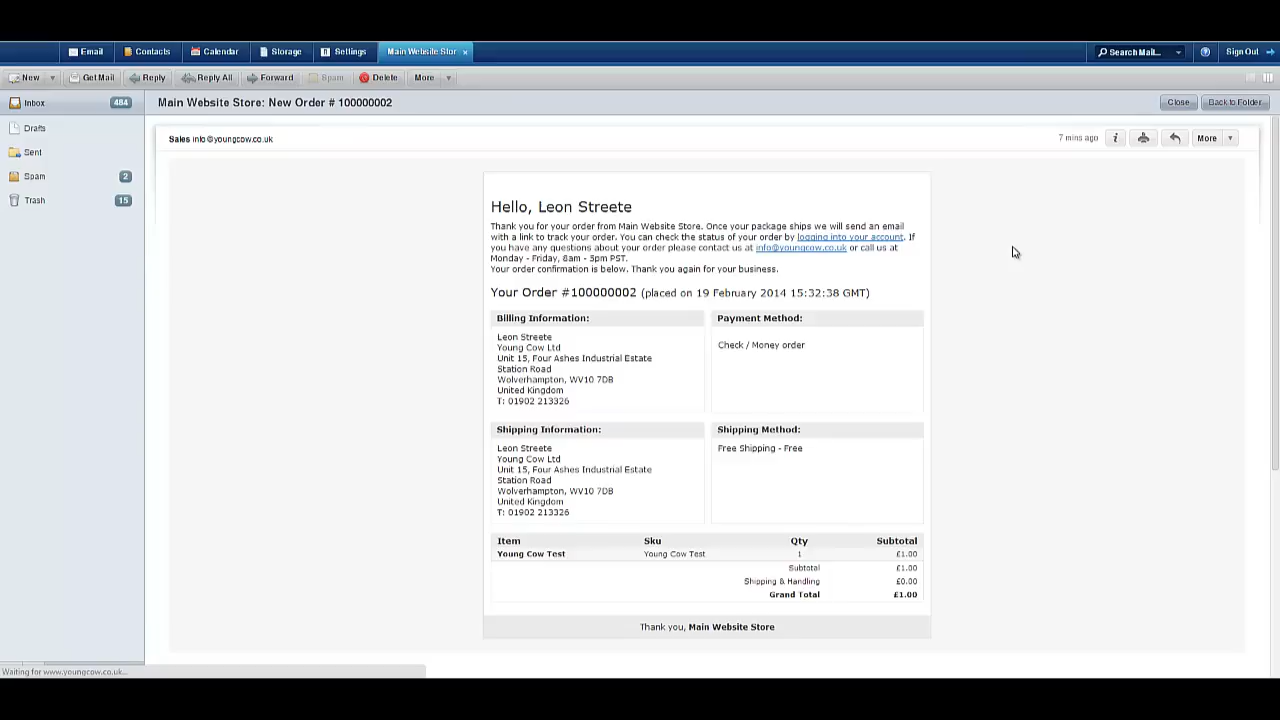 Email Contacts Calendar Storage Settings Main Website Stor × Search Mail... Sign Out
New Get Mail Reply Reply All Forward Spam Delete More
Inbox 484
Main Website Store: New Order # 100000002 Close Back to Folder
Drafts
Sent
Spam 2
Trash 15
Sales info@youngcow.co.uk 7 mins ago More
Hello, Leon Streete
Thank you for your order from Main Website Store. Once your package ships we will send an email
with a link to track your order. You can check the status of your order by logging into your account. If
you have any questions about your order please contact us at info@youngcow.co.uk or call us at
Monday - Friday, 8am - 5pm PST.
Your order confirmation is below. Thank you again for your business.
Your Order #100000002 (placed on 19 February 2014 15:32:38 GMT)
Billing Information:
Leon Streete
Young Cow Ltd
Unit 15, Four Ashes Industrial Estate
Station Road
Wolverhampton, WV10 7DB
United Kingdom
T: 01902 213326
Payment Method:
Check / Money order
Shipping Information:
Leon Streete
Young Cow Ltd
Unit 15, Four Ashes Industrial Estate
Station Road
Wolverhampton, WV10 7DB
United Kingdom
T: 01902 213326
Shipping Method:
Free Shipping - Free
Item Sku Qty Subtotal
Young Cow Test Young Cow Test 1 £1.00
Subtotal £1.00
Shipping & Handling £0.00
Grand Total £1.00
Thank you, Main Website Store
Waiting for www.youngcow.co.uk...